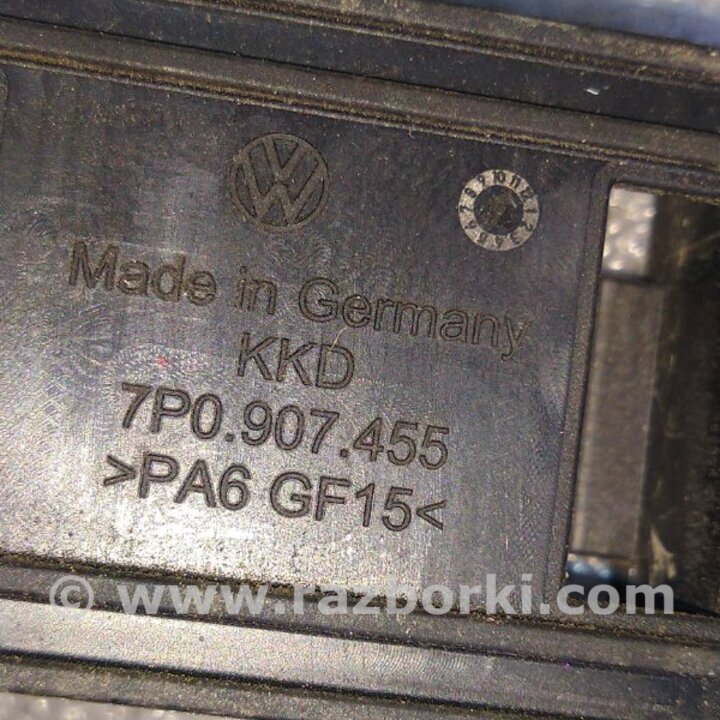 Made in Germany
KKD
7P0.907.455
>PA6 GF15<
© www.razborki.com